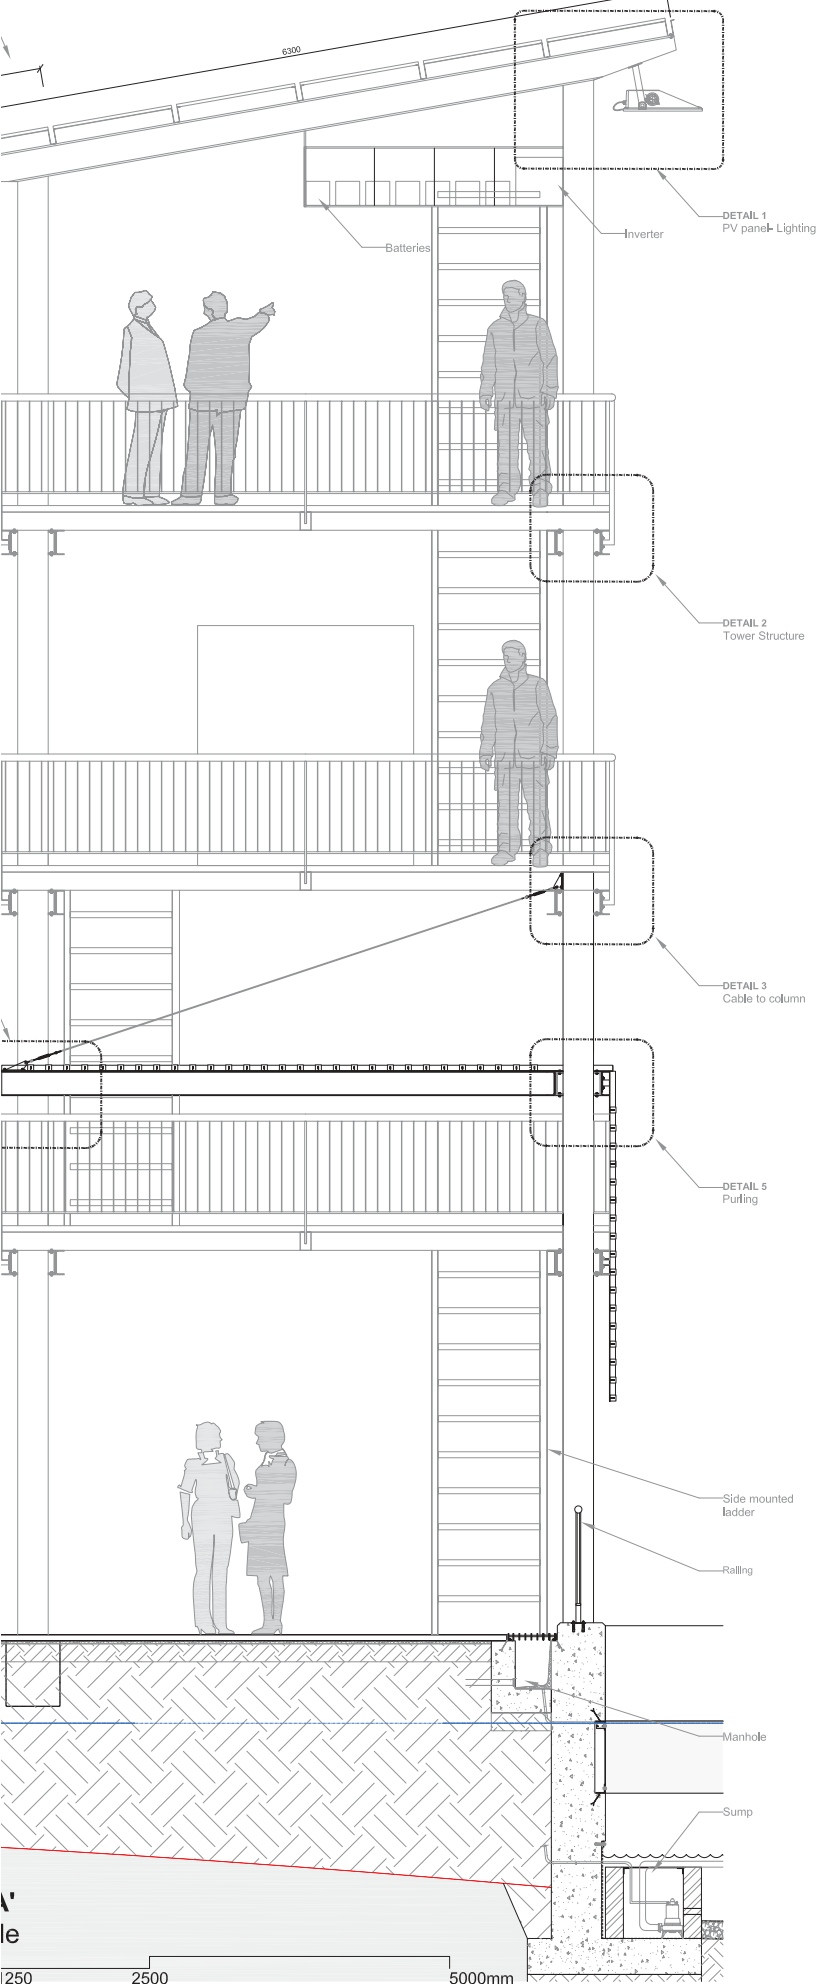 6300
DETAIL 1
PV panel- Lighting
Inverter
Batteries
DETAIL 2
Tower Structure
DETAIL 3
Cable to column
DETAIL 5
Purling
Side mounted
ladder
Railing
Manhole
Sump
A'
le
1250 2500 5000mm